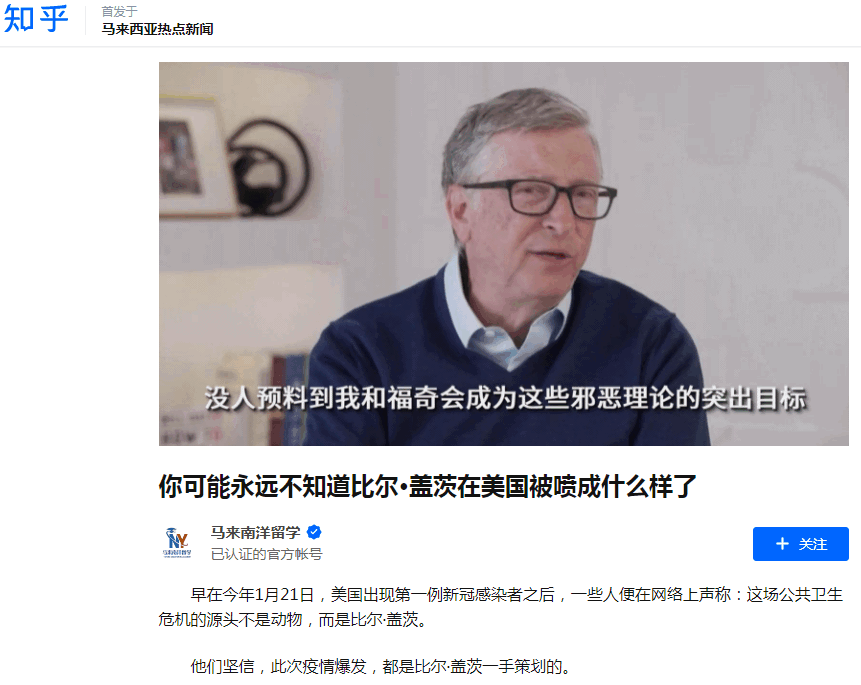 知乎
首发于
马来西亚热点新闻
没人预料到我和福奇会成为这些邪恶理论的突出目标
你可能永远不知道比尔·盖茨在美国被喷成什么样了
马来南洋留学
已认证的官方帐号
+ 关注
早在今年1月21日，美国出现第一例新冠感染者之后，一些人便在网络上声称：这场公共卫生
危机的源头不是动物，而是比尔·盖茨。
他们坚信，此次疫情爆发，都是比尔·盖茨一手策划的。